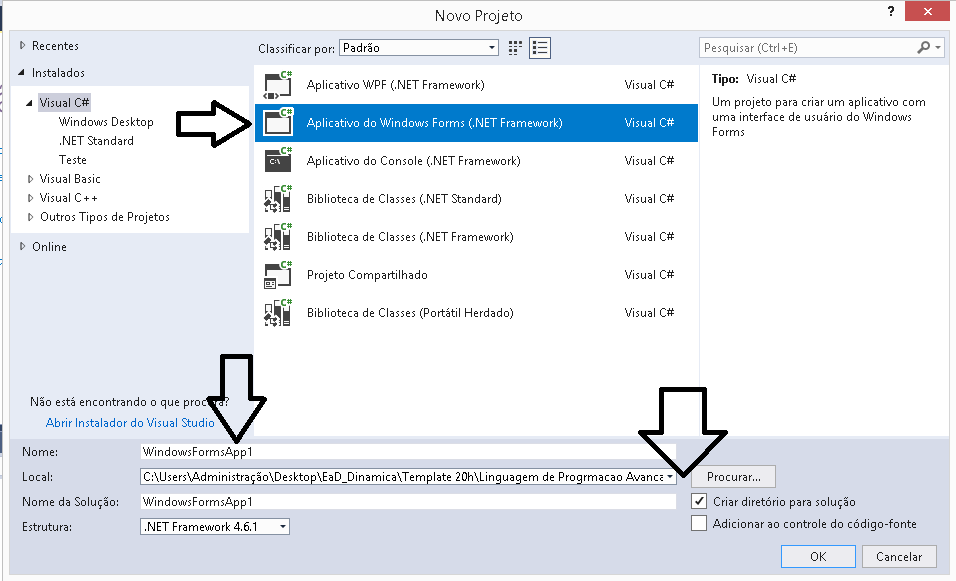 Novo Projeto
?
Recentes
Instalados
Visual C#
Windows Desktop
.NET Standard
Teste
Visual Basic
Visual C++
Outros Tipos de Projetos
Online
Não está encontrando o que procura?
Abrir Instalador do Visual Studio
Classificar por: Padrão
Aplicativo WPF (.NET Framework) Visual C#
Aplicativo do Windows Forms (.NET Framework) Visual C#
Aplicativo do Console (.NET Framework) Visual C#
Biblioteca de Classes (.NET Standard) Visual C#
Biblioteca de Classes (.NET Framework) Visual C#
Projeto Compartilhado Visual C#
Biblioteca de Classes (Portátil Herdado) Visual C#
Pesquisar (Ctrl+E)
Tipo: Visual C#
Um projeto para criar um aplicativo com
uma interface de usuário do Windows
Forms
Nome: WindowsFormsApp1
Local: C:\Users\Administração\Desktop\EaD_Dinamica\Template 20h\Linguagem de Progrmacao Avanca Procurar...
Nome da Solução: WindowsFormsApp1 Criar diretório para solução
Estrutura: .NET Framework 4.6.1 Adicionar ao controle do código-fonte
OK Cancelar